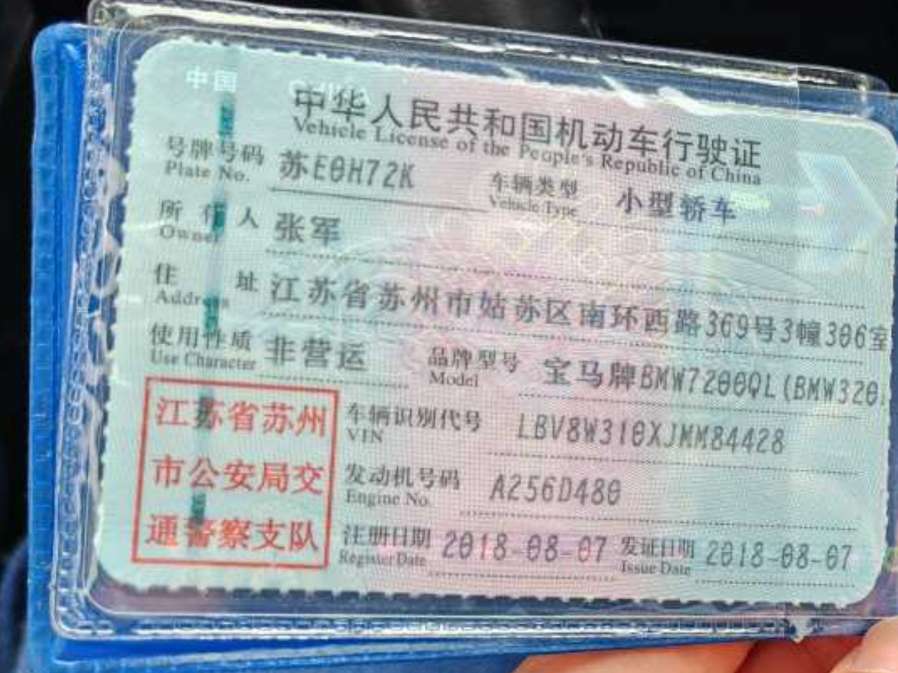 中国 CHINA
中华人民共和国机动车行驶证
Vehicle License of the People's Republic of China
号牌号码 苏E0H72K 车辆类型 小型轿车
Plate No. Vehicle Type
所有人 张军
Owner
住址 江苏省苏州市姑苏区南环西路369号3幢306室
Address
使用性质 非营运 品牌型号 宝马牌BMW7200QL(BMW320
Use Character Model
江苏省苏州 车辆识别代号 LBV8W310XJMM84428
VIN
市公安局交 发动机号码 A256D480
Engine No.
通警察支队 注册日期 2018-08-07 发证日期 2018-08-07
Register Date Issue Date